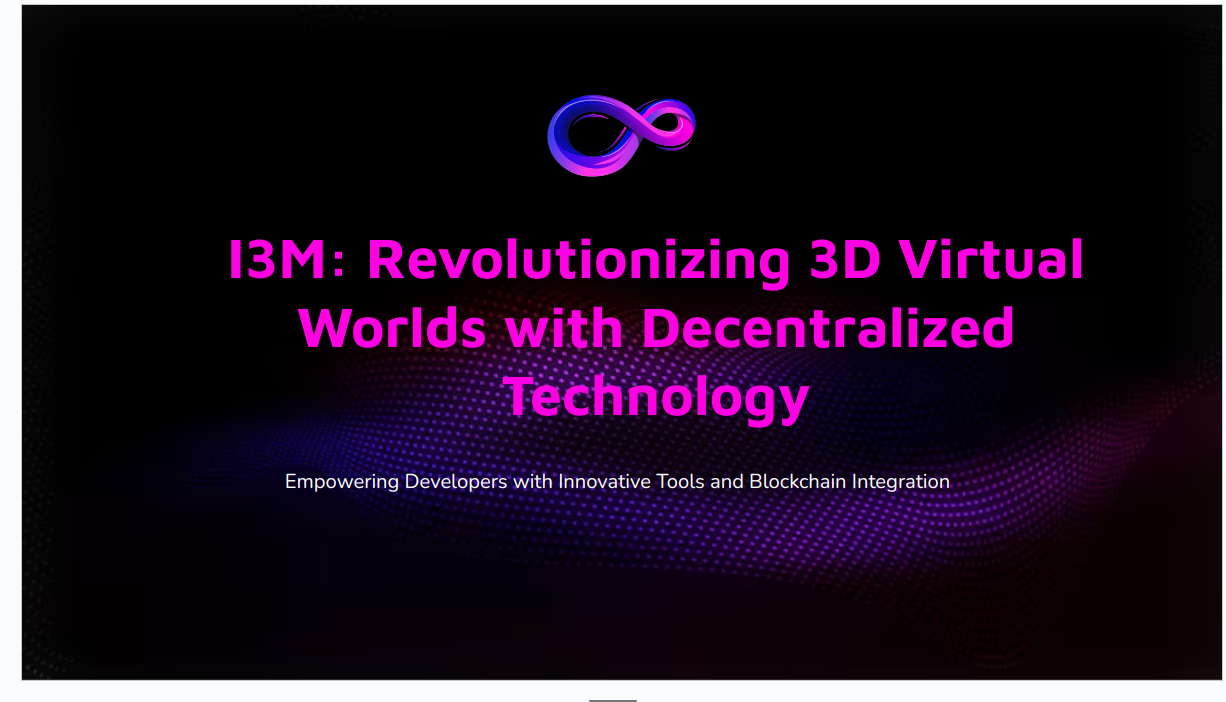 I3M: Revolutionizing 3D Virtual
Worlds with Decentralized
Technology
Empowering Developers with Innovative Tools and Blockchain Integration